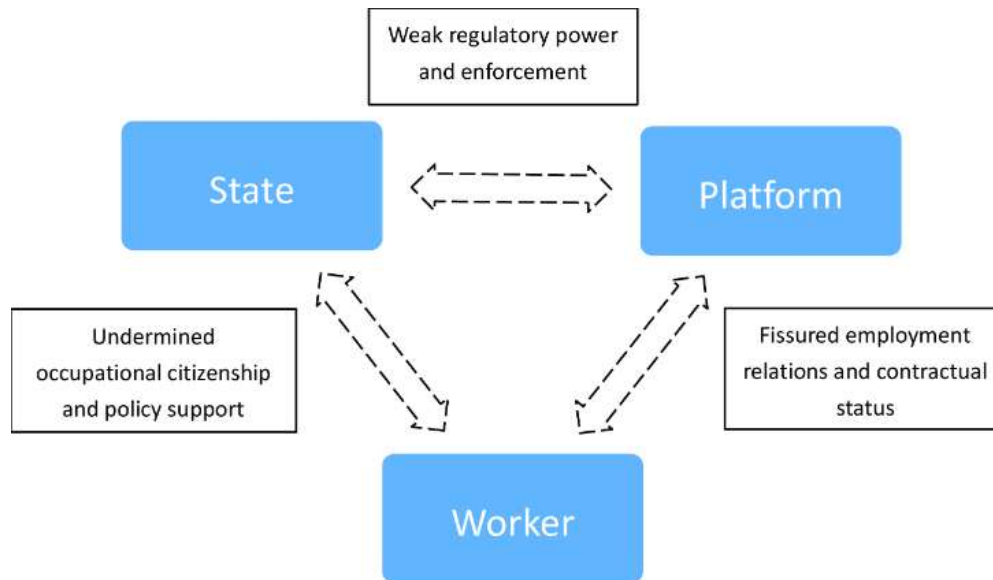 Weak regulatory power
and enforcement
State
Platform
Undermined
occupational citizenship
and policy support
Fissured employment
relations and contractual
status
Worker